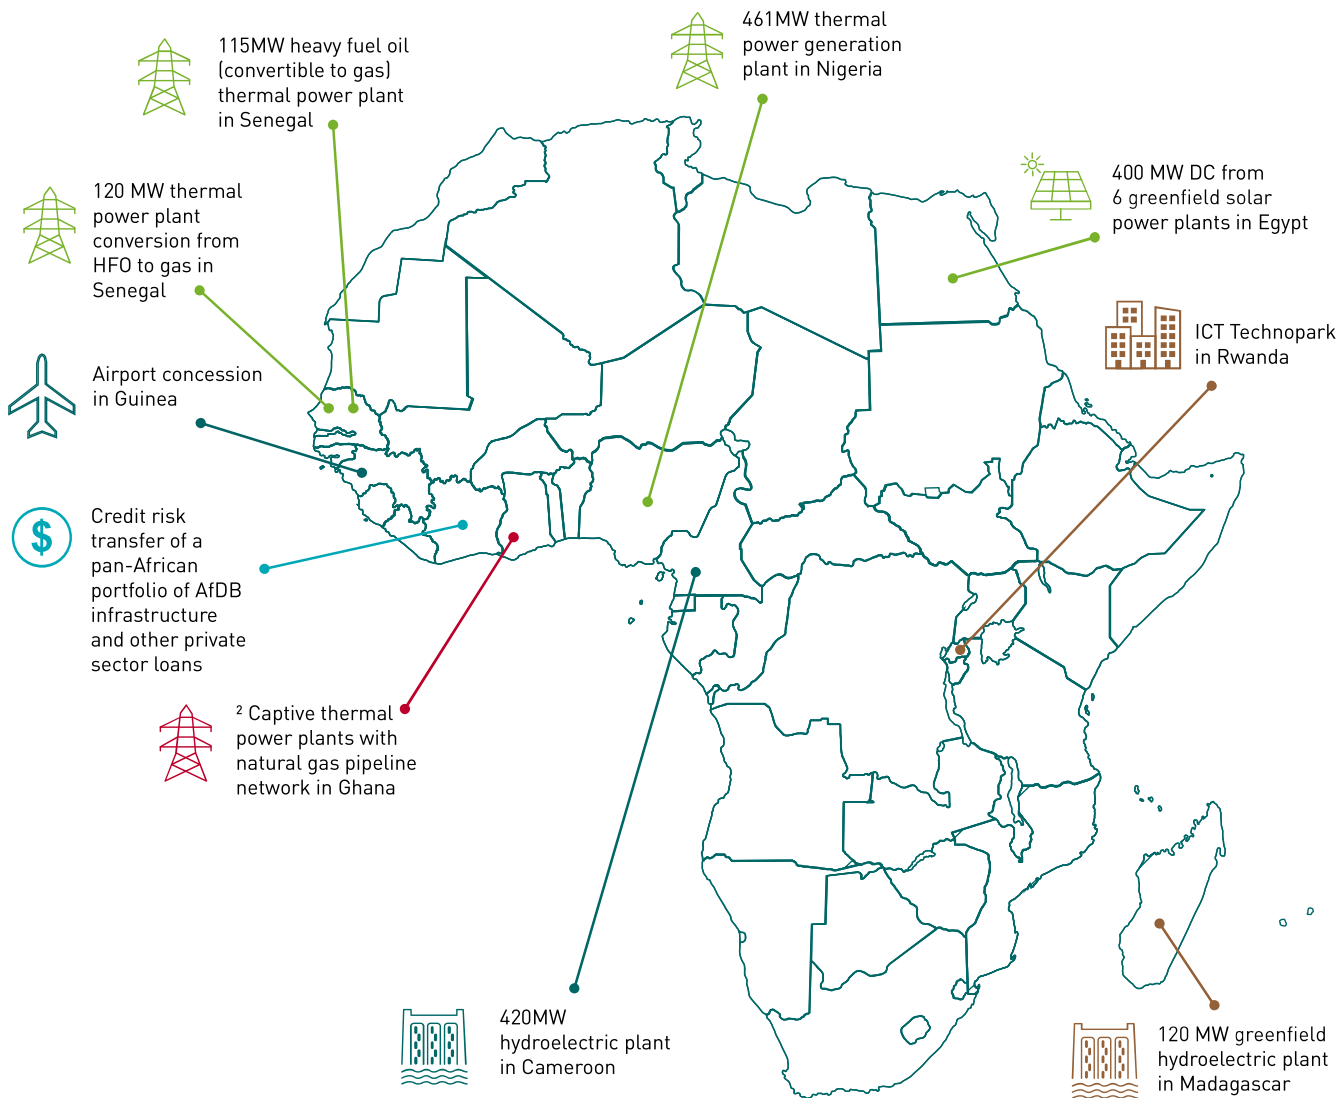 115MW heavy fuel oil
(convertible to gas)
thermal power plant
in Senegal
461MW thermal
power generation
plant in Nigeria
120 MW thermal
power plant
conversion from
HFO to gas in
Senegal
400 MW DC from
6 greenfield solar
power plants in Egypt
ICT Technopark
in Rwanda
Airport concession
in Guinea
$
Credit risk
transfer of a
pan-African
portfolio of AfDB
infrastructure
and other private
sector loans
² Captive thermal
power plants with
natural gas pipeline
network in Ghana
420MW
hydroelectric plant
in Cameroon
120 MW greenfield
hydroelectric plant
in Madagascar